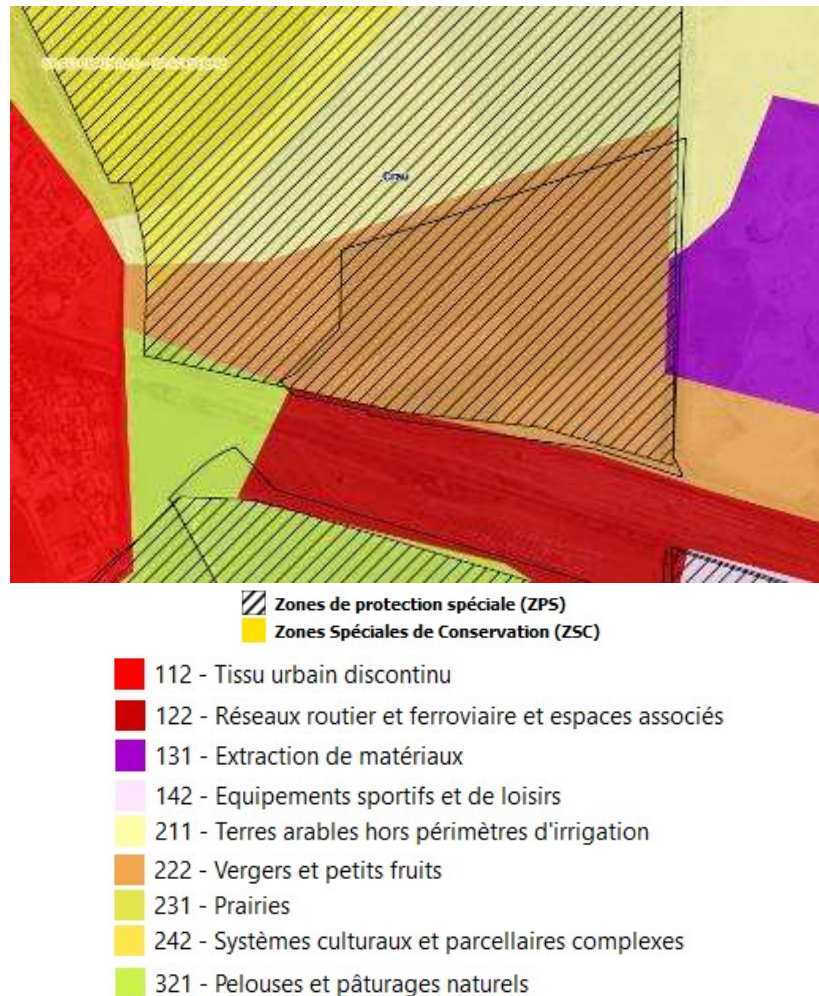 Crau
Zones de protection spéciale (ZPS)
Zones Spéciales de Conservation (ZSC)
112 - Tissu urbain discontinu
122 - Réseaux routier et ferroviaire et espaces associés
131 - Extraction de matériaux
142 - Equipements sportifs et de loisirs
211 - Terres arables hors périmètres d'irrigation
222 - Vergers et petits fruits
231 - Prairies
242 - Systèmes culturaux et parcellaires complexes
321 - Pelouses et pâturages naturels